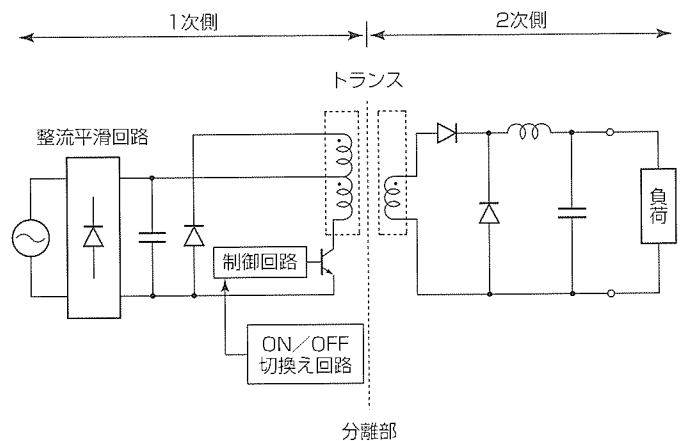 1次側
2次側
トランス
整流平滑回路
負荷
制御回路
ON／OFF
切換え回路
分離部